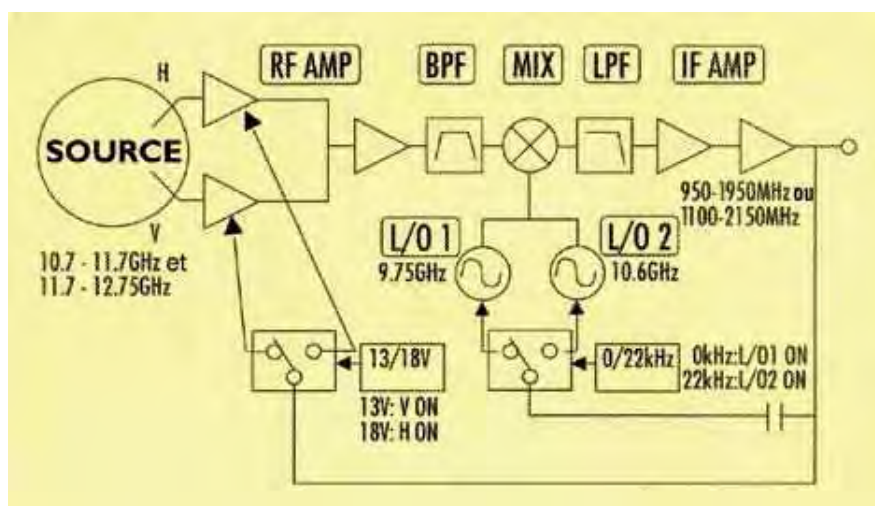 H
RF AMP
BPF
MIX
LPF
IF AMP
SOURCE
V
10.7 - 11.7GHz et
11.7 - 12.75GHz
L/O 1
9.75GHz
L/O 2
10.6GHz
950-1950MHz ou
1100-2150MHz
13/18V
13V: V ON
18V: H ON
0/22kHz
0kHz:L/O1 ON
22kHz:L/O2 ON